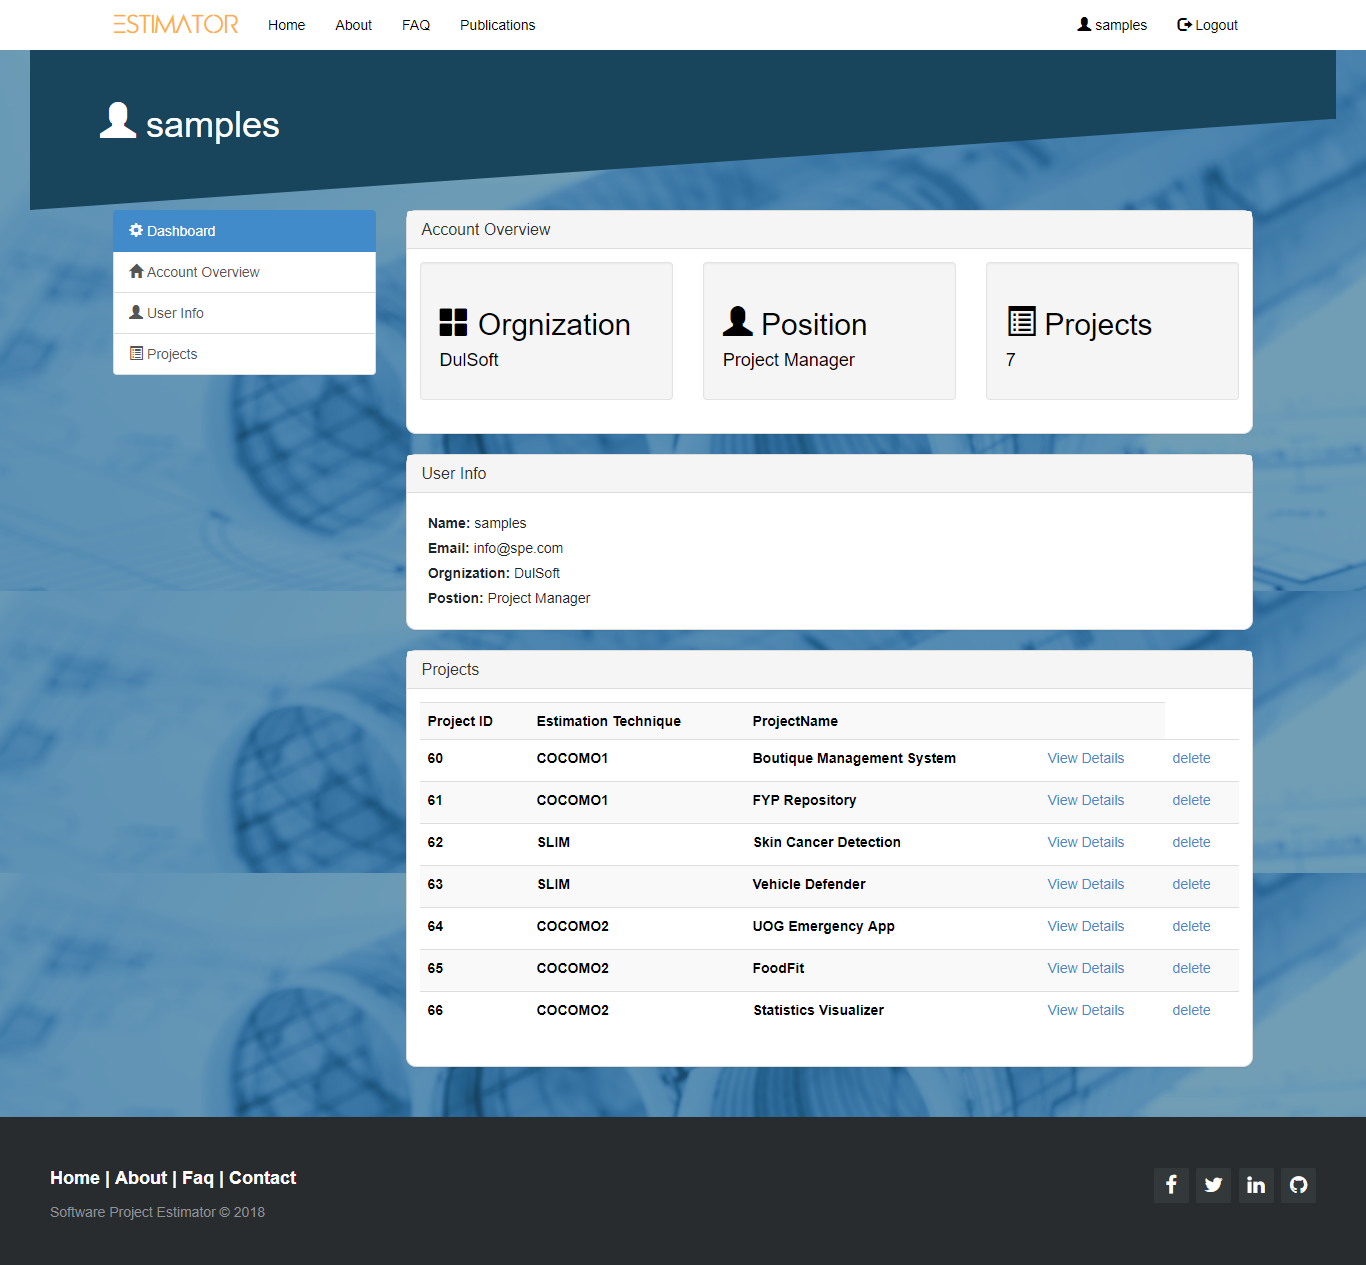 ESTIMATOR Home About FAQ Publications samples Logout
samples
Dashboard
Account Overview
User Info
Projects
Account Overview
Orgnization
DulSoft
Position
Project Manager
Projects
7
User Info
Name: samples
Email: info@spe.com
Orgnization: DulSoft
Postion: Project Manager
Projects
Project ID Estimation Technique ProjectName
60 COCOMO1 Boutique Management System View Details delete
61 COCOMO1 FYP Repository View Details delete
62 SLIM Skin Cancer Detection View Details delete
63 SLIM Vehicle Defender View Details delete
64 COCOMO2 UOG Emergency App View Details delete
65 COCOMO2 FoodFit View Details delete
66 COCOMO2 Statistics Visualizer View Details delete
Home | About | Faq | Contact
Software Project Estimator © 2018